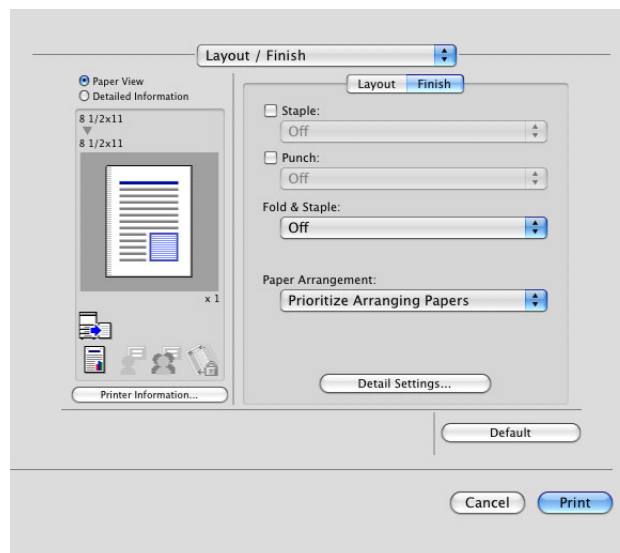 Layout / Finish
Paper View
Detailed Information
8 1/2x11
8 1/2x11
x 1
Printer Information...
Layout Finish
Staple:
Off
Punch:
Off
Fold & Staple:
Off
Paper Arrangement:
Prioritize Arranging Papers
Detail Settings...
Default
Cancel Print